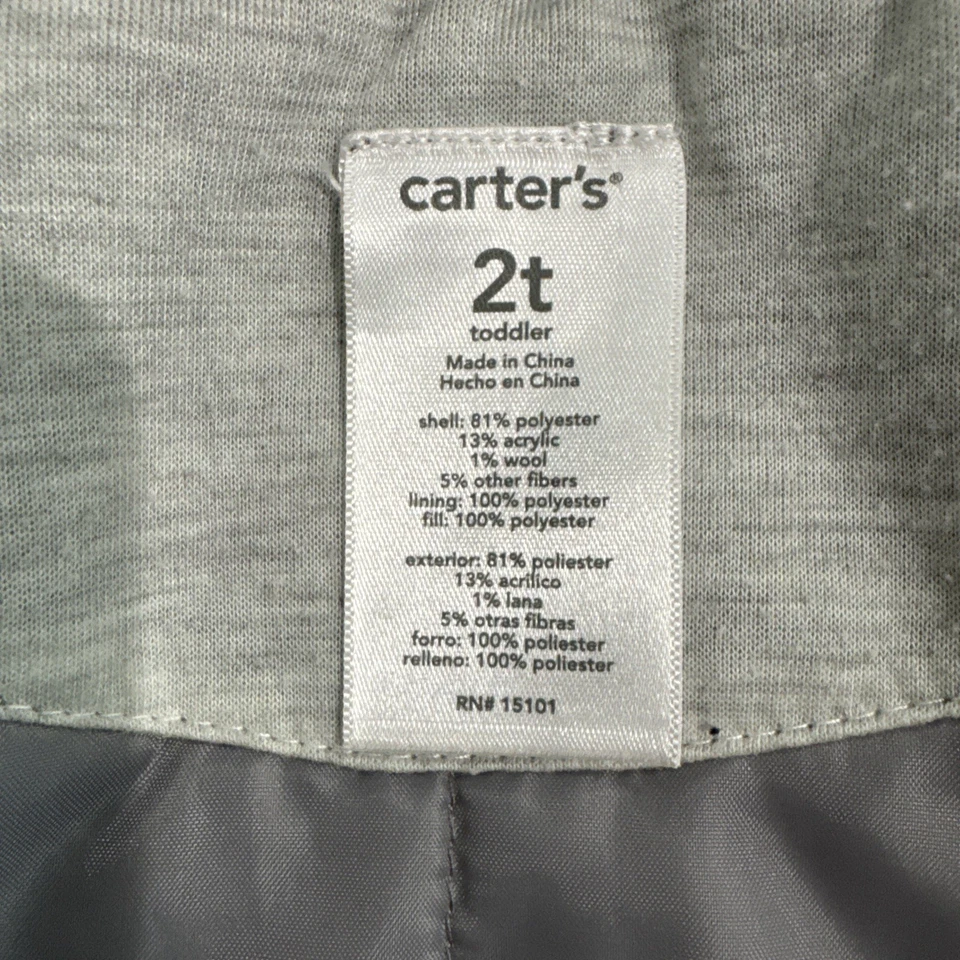 carter's®
2t
toddler
Made in China
Hecho en China
shell: 81% polyester
13% acrylic
1% wool
5% other fibers
lining: 100% polyester
fill: 100% polyester
exterior: 81% poliester
13% acrilico
1% lana
5% otras fibras
forro: 100% poliester
relleno: 100% poliester
RN# 15101